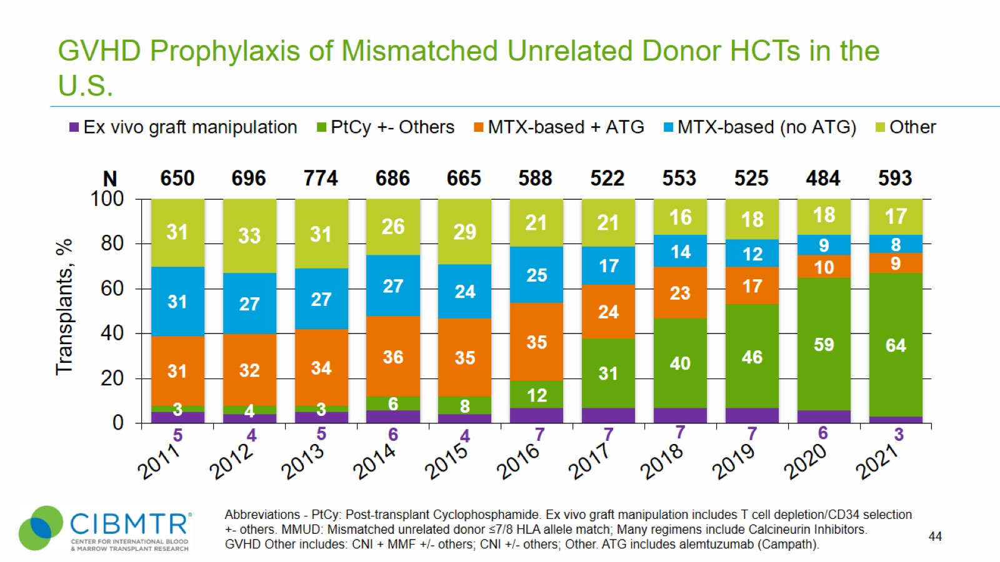 GVHD Prophylaxis of Mismatched Unrelated Donor HCTs in the
U.S.
Ex vivo graft manipulation PtCy +- Others MTX-based + ATG MTX-based (no ATG) Other
N 650 696 774 686 665 588 522 553 525 484 593
Transplants, %
100
80
60
40
20
0
31 33 31 26 29 21 21 16 18 18 17
31 27 27 27 24 25 17 14 12 9 8
31 32 34 36 35 35 24 23 17 10 9
3 4 3 6 8 12 31 40 46 59 64
5 4 5 6 4 7 7 7 7 6 3
2011 2012 2013 2014 2015 2016 2017 2018 2019 2020 2021
CIBMTR®
CENTER FOR INTERNATIONAL BLOOD
& MARROW TRANSPLANT RESEARCH
Abbreviations - PtCy: Post-transplant Cyclophosphamide. Ex vivo graft manipulation includes T cell depletion/CD34 selection
+- others. MMUD: Mismatched unrelated donor ≤7/8 HLA allele match; Many regimens include Calcineurin Inhibitors.
GVHD Other includes: CNI + MMF +/- others; CNI +/- others; Other. ATG includes alemtuzumab (Campath).
44